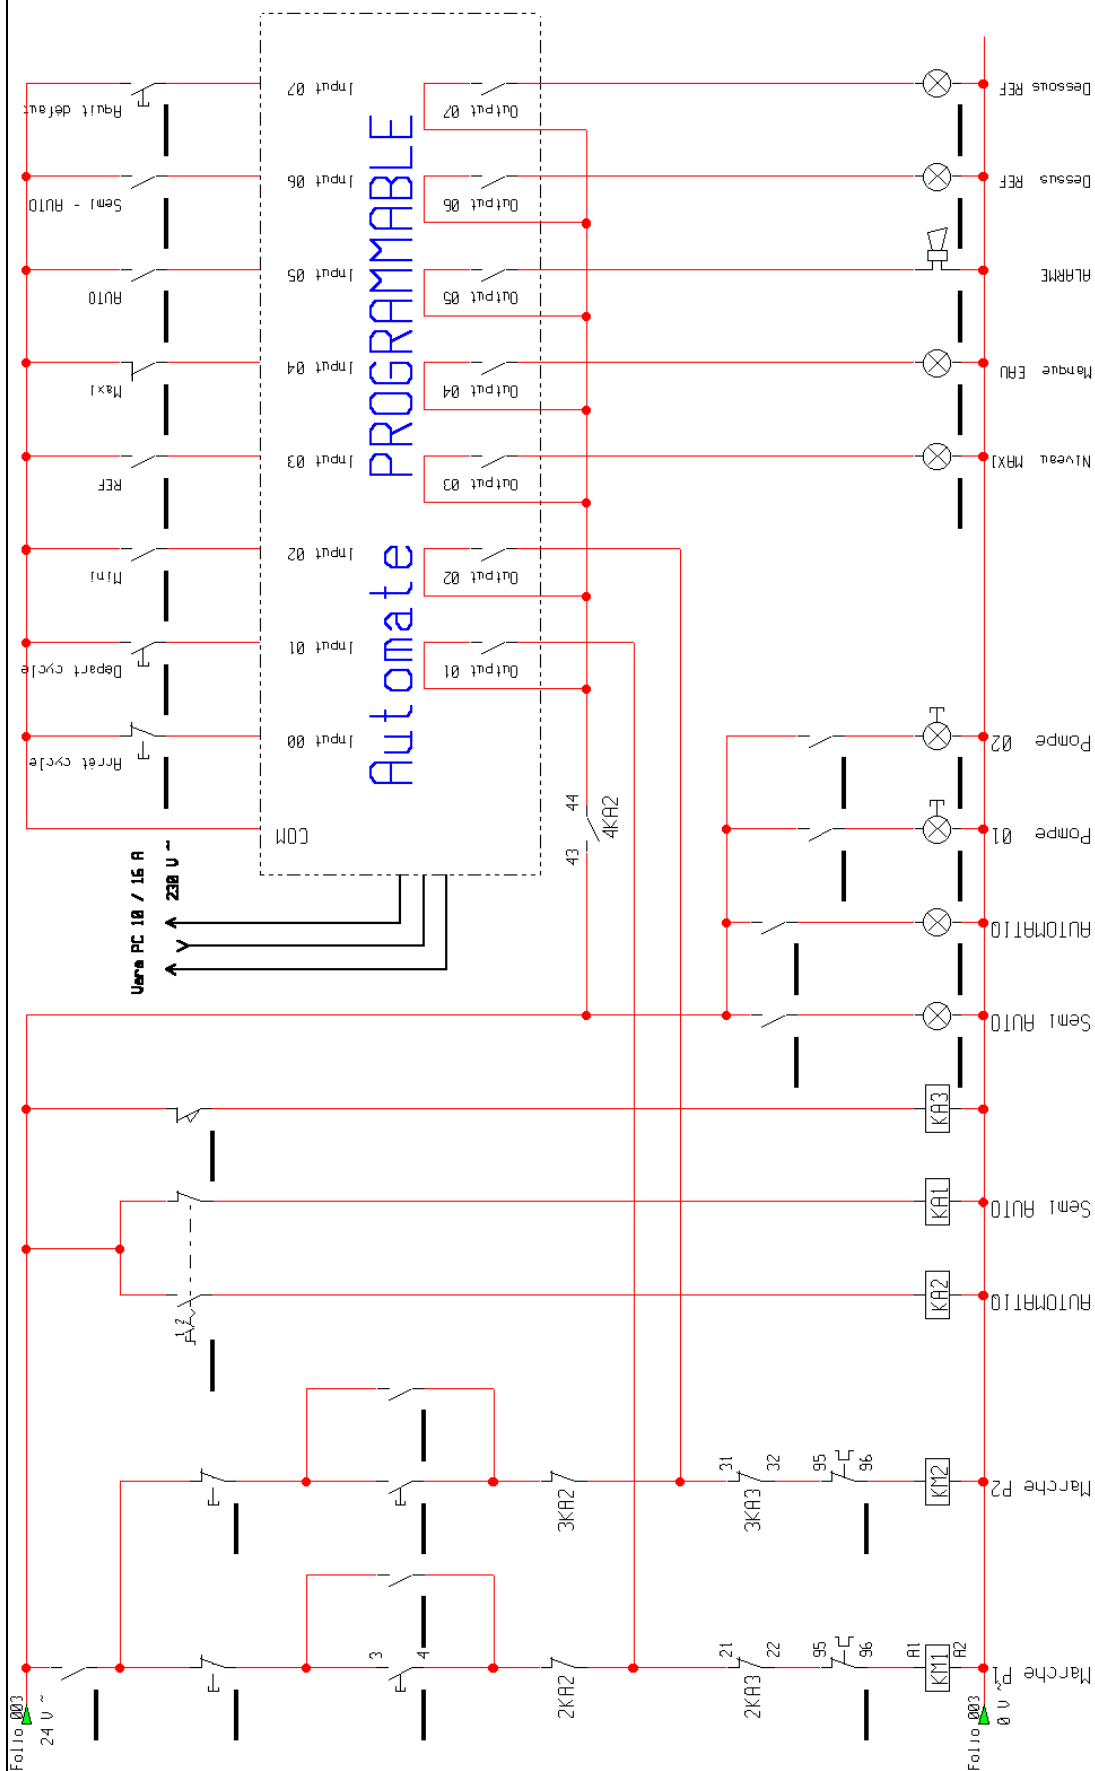 Aquit défaut
Input 07
Output 07
Dessous REF
Semi - AUTO
Input 06
Output 06
Dessus REF
AUTO
Input 05
Output 05
ALARME
Maxi
Input 04
Output 04
Manque EAU
REF
Input 03
Output 03
Niveau MAXI
Mini
Input 02
Output 02
Départ cycle
Input 01
Output 01
Arrêt cycle
Input 00
COM
Automate PROGRAMMABLE
Pompe 02
Pompe 01
44
43
4KA2
Vers PC 10 / 16 A
230 V ~
AUTOMATIQ
Semi AUTO
KA3
KA1
Semi AUTO
KA2
AUTOMATIQ
1 2
3KA2
31
32
3KA3
95
96
KM2
Marche P2
3
4
2KA2
21
22
2KA3
95
96
A1
KM1
A2
Marche P1
Folio 003
24 V ~
Folio 003
0 V ~